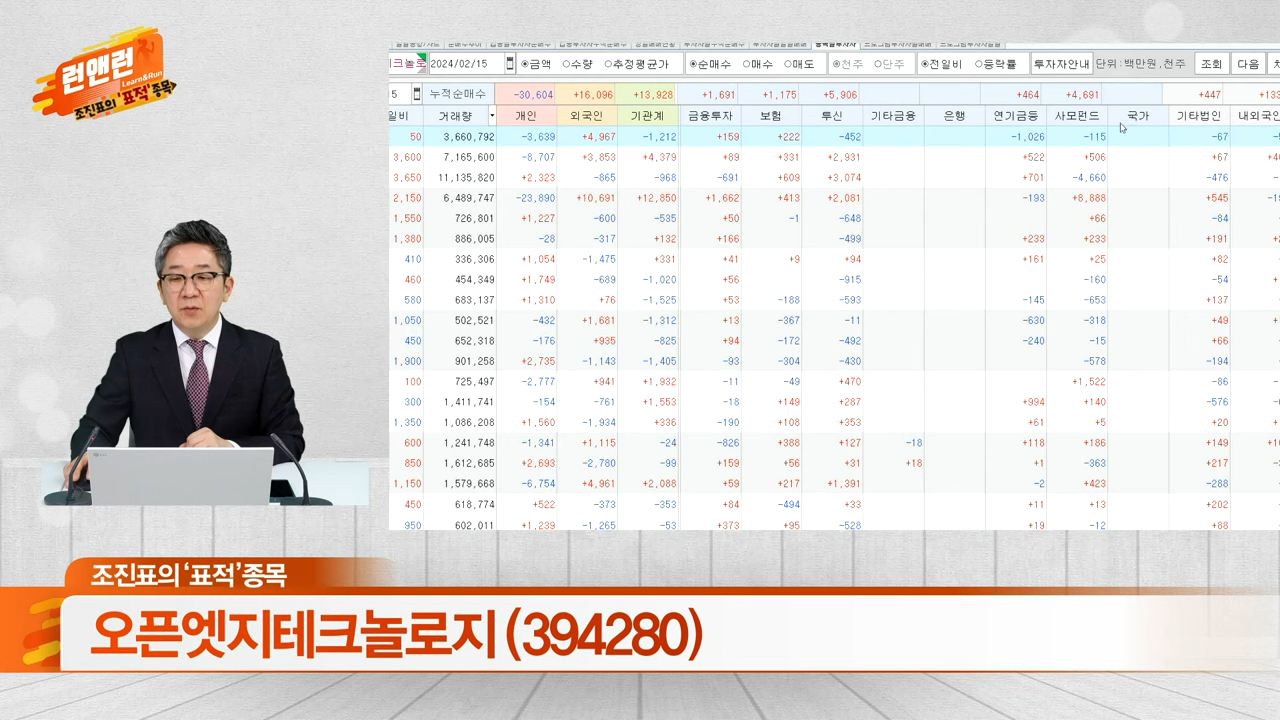 런앤런
Learn&Run
조진표의 '표적'종목
크놀로 2024/02/15 금액 수량 추정평균가 순매수 매수 매도 천주 단주 전일비 등락률 투자자안내 단위:백만원,천주 조회 다음
5 누적순매수 -30,604 +16,096 +13,928 +1,691 +1,175 +5,906 +464 +4,691 +447
일비 거래량 개인 외국인 기관계 금융투자 보험 투신 기타금융 은행 연기금등 사모펀드 국가 기타법인 내외국인
50 3,660,792 -3,639 +4,967 -1,212 +159 +222 -452 -1,026 -115 -67
3,600 7,165,600 -8,707 +3,853 +4,379 +89 +331 +2,931 +522 +506 +67
3,650 11,135,820 +2,323 -865 -968 -691 +609 +3,074 +701 -4,660 -476
2,150 6,489,747 -23,890 +10,691 +12,850 +1,662 +413 +2,081 -193 +8,888 +545
1,550 726,801 +1,227 -600 -535 +50 -1 -648 +66 -84
1,380 886,005 -28 -317 +132 +166 -499 +233 +233 +191
410 336,306 +1,054 -1,475 +331 +41 +9 +94 +161 +25 +82
460 454,349 +1,749 -689 -1,020 +56 -915 -160 -54
580 683,137 +1,310 +76 -1,525 +53 -188 -593 -145 -653 +137
1,050 502,521 -432 +1,681 -1,312 +13 -367 -11 -630 -318 +49
450 652,318 -176 +935 -825 +94 -172 -492 -240 -15 +66
1,900 901,258 +2,735 -1,143 -1,405 -93 -304 -430 -578 -194
100 725,497 -2,777 +941 +1,932 -11 -49 +470 +1,522 -86
300 1,411,741 -154 -761 +1,553 -18 +149 +287 +994 +140 -576
1,350 1,086,208 +1,560 -1,934 +336 -190 +108 +353 +61 +5 +20
600 1,241,748 -1,341 +1,115 -24 -826 +388 +127 -18 +118 +186 +149
850 1,612,685 +2,693 -2,780 -99 +159 +56 +31 +18 +1 -363 +217
1,150 1,579,668 -6,754 +4,961 +2,088 +59 +217 +1,391 -2 +423 -288
450 618,774 +522 -373 -353 +84 -494 +33 +11 +13 +202
950 602,011 +1,239 -1,265 -53 +373 +95 -528 +19 -12 +88
조진표의 '표적'종목
오픈엣지테크놀로지 (394280)